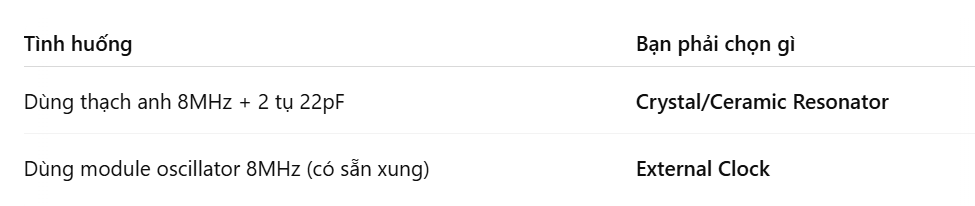 Tình huống Bạn phải chọn gì
Dùng thạch anh 8MHz + 2 tụ 22pF Crystal/Ceramic Resonator
Dùng module oscillator 8MHz (có sẵn xung) External Clock